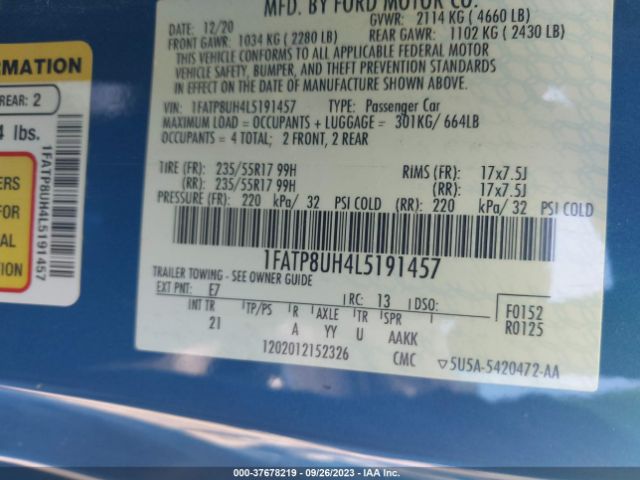 MFD. BY FORD MOTOR CO.
DATE: 12/20
GVWR: 2114 KG ( 4660 LB)
FRONT GAWR: 1034 KG ( 2280 LB)
REAR GAWR: 1102 KG ( 2430 LB)
THIS VEHICLE CONFORMS TO ALL APPLICABLE FEDERAL MOTOR
VEHICLE SAFETY, BUMPER, AND THEFT PREVENTION STANDARDS
IN EFFECT ON THE DATE OF MANUFACTURE SHOWN ABOVE.
VIN: 1FATP8UH4L5191457 TYPE: Passenger Car
MAXIMUM LOAD = OCCUPANTS + LUGGAGE = 301KG/ 664LB
OCCUPANTS = 4 TOTAL; 2 FRONT, 2 REAR
TIRE (FR): 235/55R17 99H RIMS (FR): 17x7.5J
(RR): 235/55R17 99H (RR): 17x7.5J
PRESSURE (FR): 220 kPa/ 32 PSI COLD (RR): 220 kPa/ 32 PSI COLD
1FATP8UH4L5191457
TRAILER TOWING - SEE OWNER GUIDE
EXT PNT: E7 RC: 13 DSO:
INT TR TP/PS R AXLE TR SPR
21 A YY U AAKK
F0152
R0125
1202012152326 CMC ▽5U5A-5420472-AA
ORMATION
REAR: 2
4 lbs.
ERS
FOR
AL
ATION
1FATP8UH4L5191457
00-37678219 - 09/26/2023 - IAA Inc.